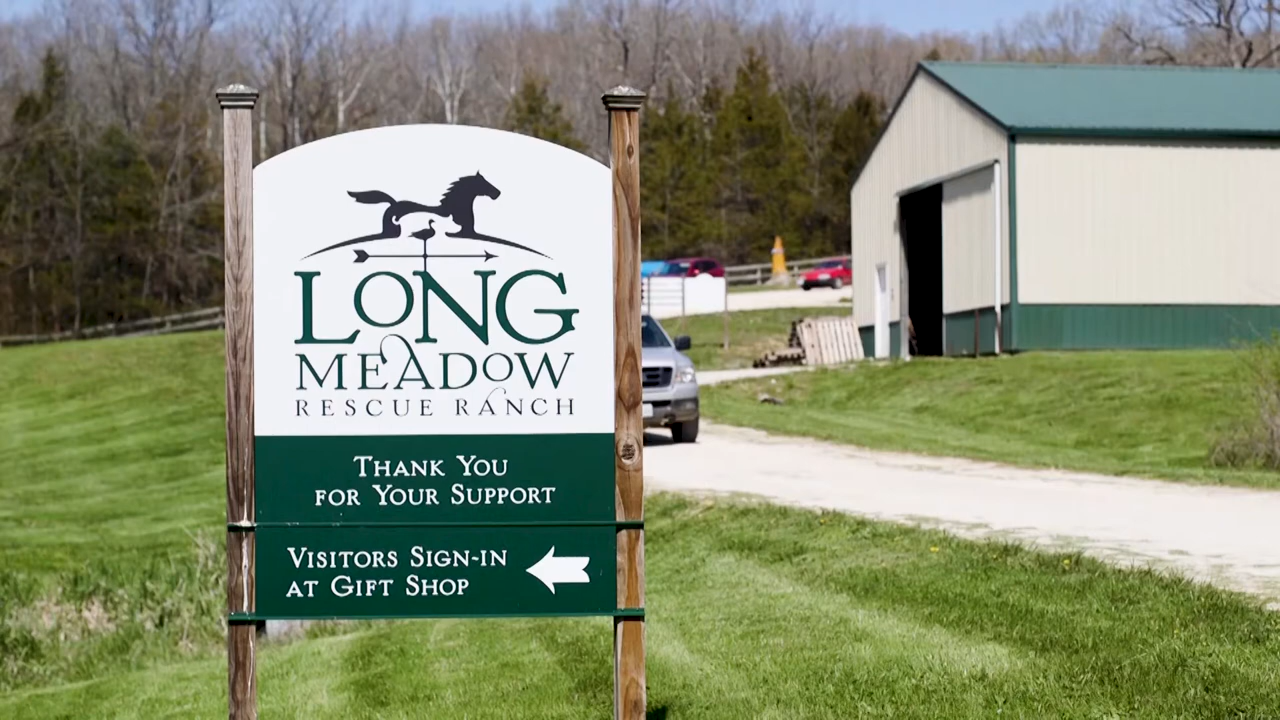 LONG
MEADOW
RESCUE RANCH
THANK YOU
FOR YOUR SUPPORT
VISITORS SIGN-IN
AT GIFT SHOP